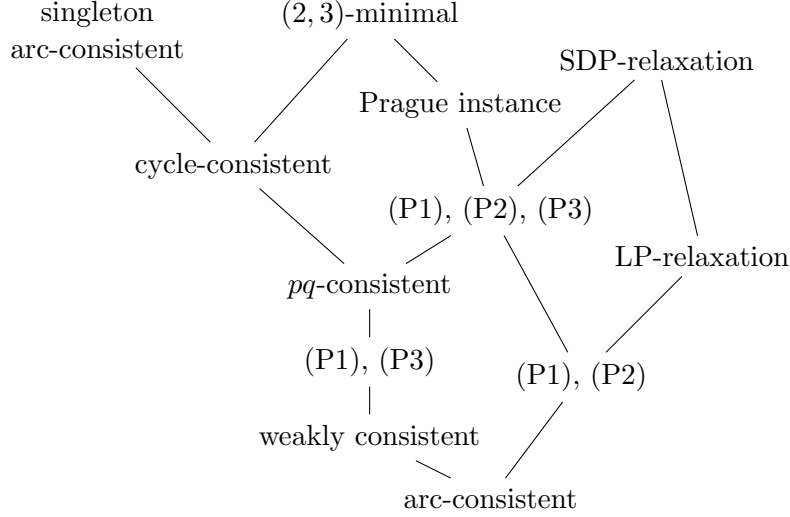 singleton
arc-consistent
(2, 3)-minimal
SDP-relaxation
Prague instance
cycle-consistent
(P1), (P2), (P3)
LP-relaxation
pq-consistent
(P1), (P3)
(P1), (P2)
weakly consistent
arc-consistent